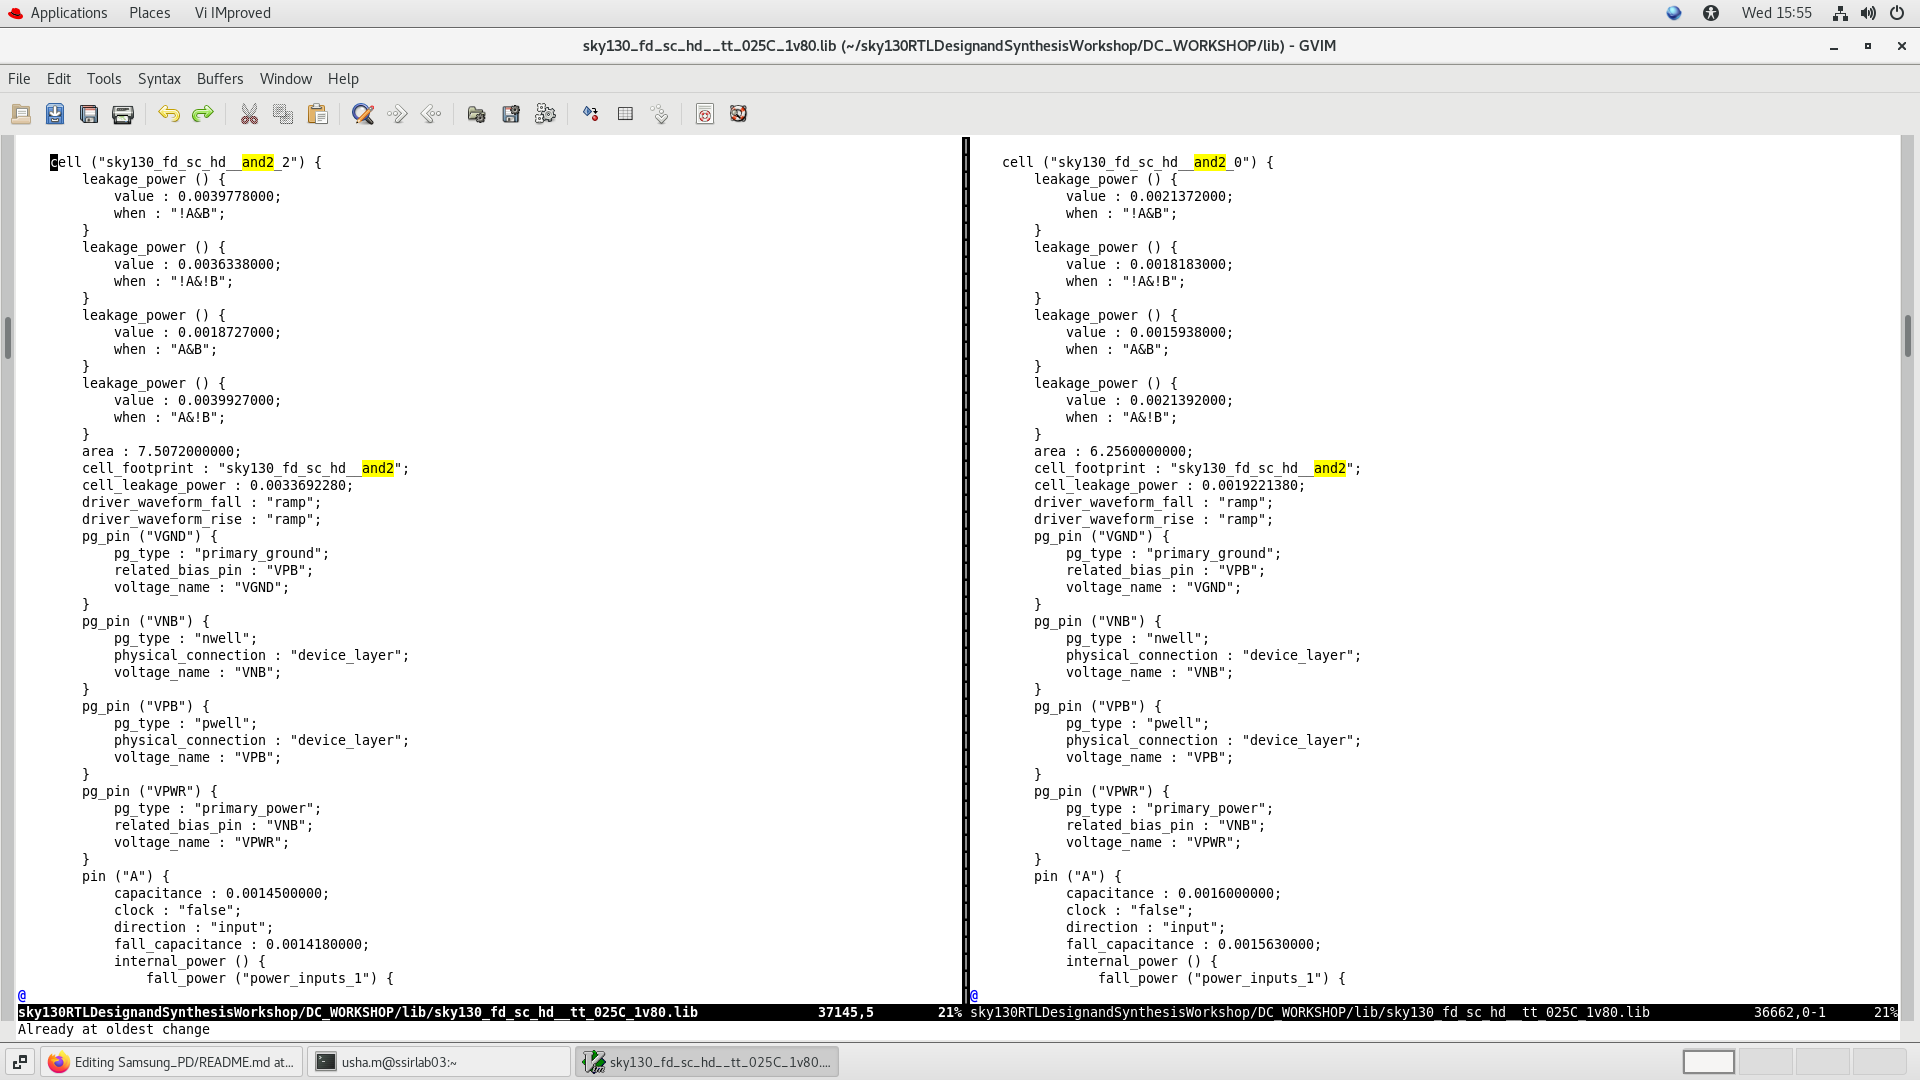 Applications Places Vi IMproved Wed 15:55
sky130_fd_sc_hd__tt_025C_1v80.lib (~/sky130RTLDesignandSynthesisWorkshop/DC_WORKSHOP/lib) - GVIM
File Edit Tools Syntax Buffers Window Help
cell ("sky130_fd_sc_hd__and2_2") {
leakage_power () {
value : 0.0039778000;
when : "!A&B";
}
leakage_power () {
value : 0.0036338000;
when : "!A&!B";
}
leakage_power () {
value : 0.0018727000;
when : "A&B";
}
leakage_power () {
value : 0.0039927000;
when : "A&!B";
}
area : 7.5072000000;
cell_footprint : "sky130_fd_sc_hd__and2";
cell_leakage_power : 0.0033692280;
driver_waveform_fall : "ramp";
driver_waveform_rise : "ramp";
pg_pin ("VGND") {
pg_type : "primary_ground";
related_bias_pin : "VPB";
voltage_name : "VGND";
}
pg_pin ("VNB") {
pg_type : "nwell";
physical_connection : "device_layer";
voltage_name : "VNB";
}
pg_pin ("VPB") {
pg_type : "pwell";
physical_connection : "device_layer";
voltage_name : "VPB";
}
pg_pin ("VPWR") {
pg_type : "primary_power";
related_bias_pin : "VNB";
voltage_name : "VPWR";
}
pin ("A") {
capacitance : 0.0014500000;
clock : "false";
direction : "input";
fall_capacitance : 0.0014180000;
internal_power () {
fall_power ("power_inputs_1") {
@
sky130RTLDesignandSynthesisWorkshop/DC_WORKSHOP/lib/sky130_fd_sc_hd__tt_025C_1v80.lib 37145,5 21%
cell ("sky130_fd_sc_hd__and2_0") {
leakage_power () {
value : 0.0021372000;
when : "!A&B";
}
leakage_power () {
value : 0.0018183000;
when : "!A&!B";
}
leakage_power () {
value : 0.0015938000;
when : "A&B";
}
leakage_power () {
value : 0.0021392000;
when : "A&!B";
}
area : 6.2560000000;
cell_footprint : "sky130_fd_sc_hd__and2";
cell_leakage_power : 0.0019221380;
driver_waveform_fall : "ramp";
driver_waveform_rise : "ramp";
pg_pin ("VGND") {
pg_type : "primary_ground";
related_bias_pin : "VPB";
voltage_name : "VGND";
}
pg_pin ("VNB") {
pg_type : "nwell";
physical_connection : "device_layer";
voltage_name : "VNB";
}
pg_pin ("VPB") {
pg_type : "pwell";
physical_connection : "device_layer";
voltage_name : "VPB";
}
pg_pin ("VPWR") {
pg_type : "primary_power";
related_bias_pin : "VNB";
voltage_name : "VPWR";
}
pin ("A") {
capacitance : 0.0016000000;
clock : "false";
direction : "input";
fall_capacitance : 0.0015630000;
internal_power () {
fall_power ("power_inputs_1") {
@
sky130RTLDesignandSynthesisWorkshop/DC_WORKSHOP/lib/sky130_fd_sc_hd__tt_025C_1v80.lib 36662,0-1 21%
Already at oldest change
Editing Samsung_PD/README.md at... usha.m@ssirlab03:~ sky130_fd_sc_hd__tt_025C_1v80....